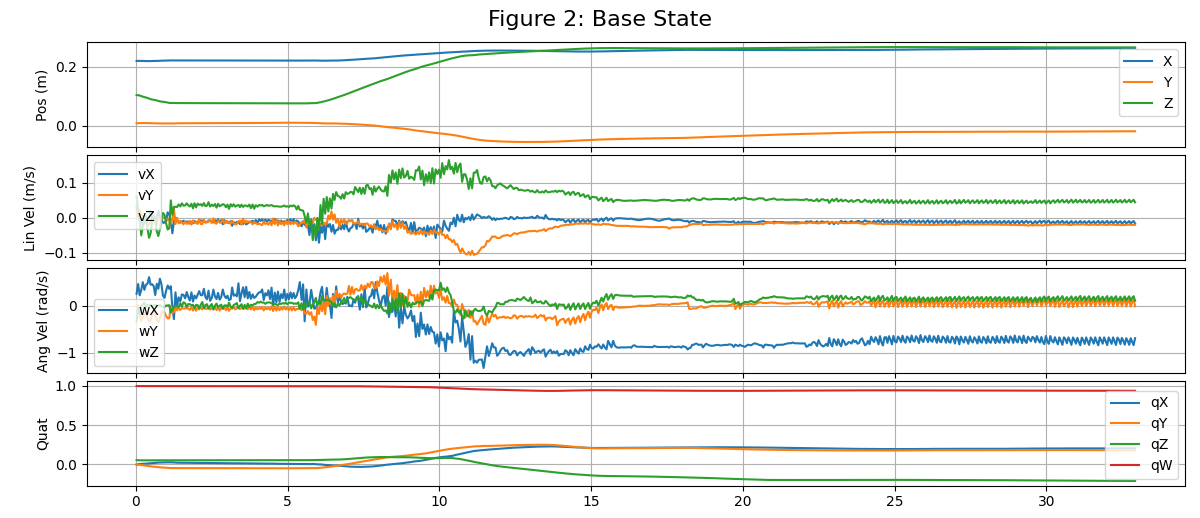 Figure 2: Base State
Pos (m)
0.2
0.0
X
Y
Z
Lin Vel (m/s)
0.1
0.0
−0.1
vX
vY
vZ
Ang Vel (rad/s)
0
−1
wX
wY
wZ
Quat
1.0
0.5
0.0
qX
qY
qZ
qW
0 5 10 15 20 25 30